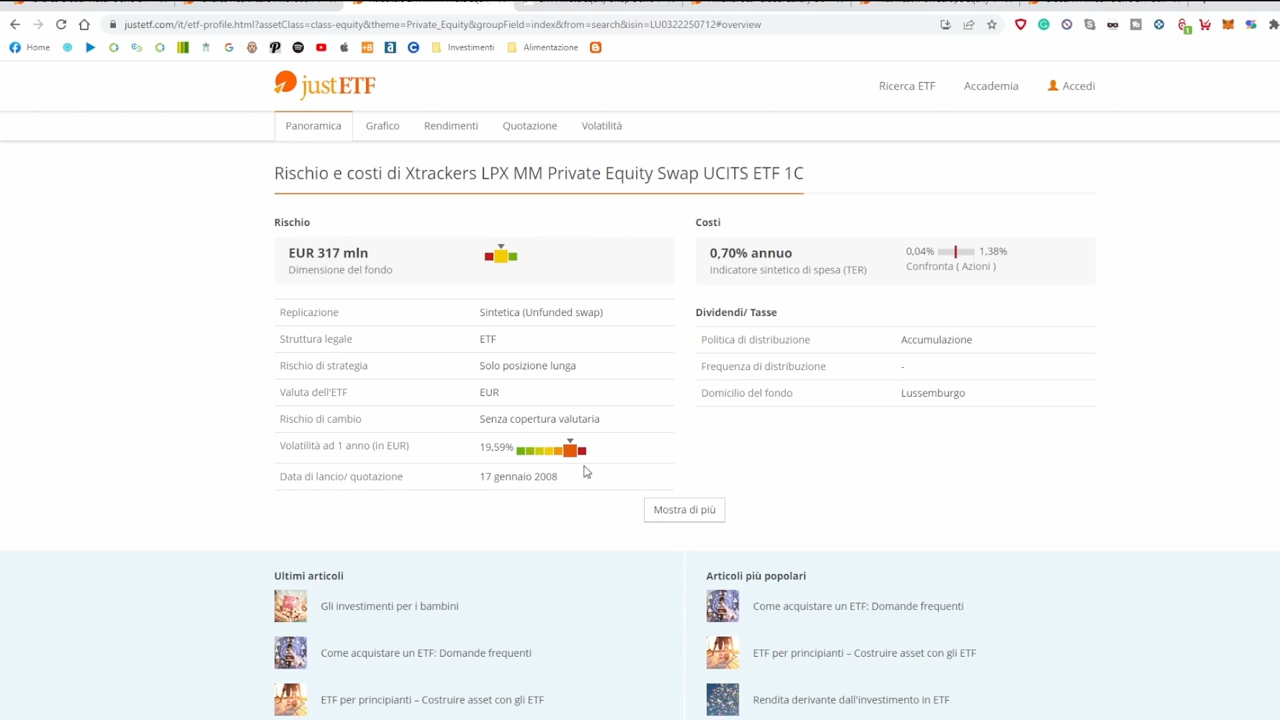 justetf.com/it/etf-profile.html?assetClass=class-equity&theme=Private_Equity&groupField=index&from=search&isin=LU0322250712#overview
Home
Investimenti
Alimentazione
justETF
Ricerca ETF
Accademia
Accedi
Panoramica
Grafico
Rendimenti
Quotazione
Volatilità
Rischio e costi di Xtrackers LPX MM Private Equity Swap UCITS ETF 1C
Rischio
EUR 317 mln
Dimensione del fondo
Replicazione Sintetica (Unfunded swap)
Struttura legale ETF
Rischio di strategia Solo posizione lunga
Valuta dell'ETF EUR
Rischio di cambio Senza copertura valutaria
Volatilità ad 1 anno (in EUR) 19,59%
Data di lancio/ quotazione 17 gennaio 2008
Costi
0,70% annuo
Indicatore sintetico di spesa (TER)
0,04% 1,38%
Confronta ( Azioni )
Dividendi/ Tasse
Politica di distribuzione Accumulazione
Frequenza di distribuzione -
Domicilio del fondo Lussemburgo
Mostra di più
Ultimi articoli
Gli investimenti per i bambini
Come acquistare un ETF: Domande frequenti
ETF per principianti – Costruire asset con gli ETF
Articoli più popolari
Come acquistare un ETF: Domande frequenti
ETF per principianti – Costruire asset con gli ETF
Rendita derivante dall'investimento in ETF